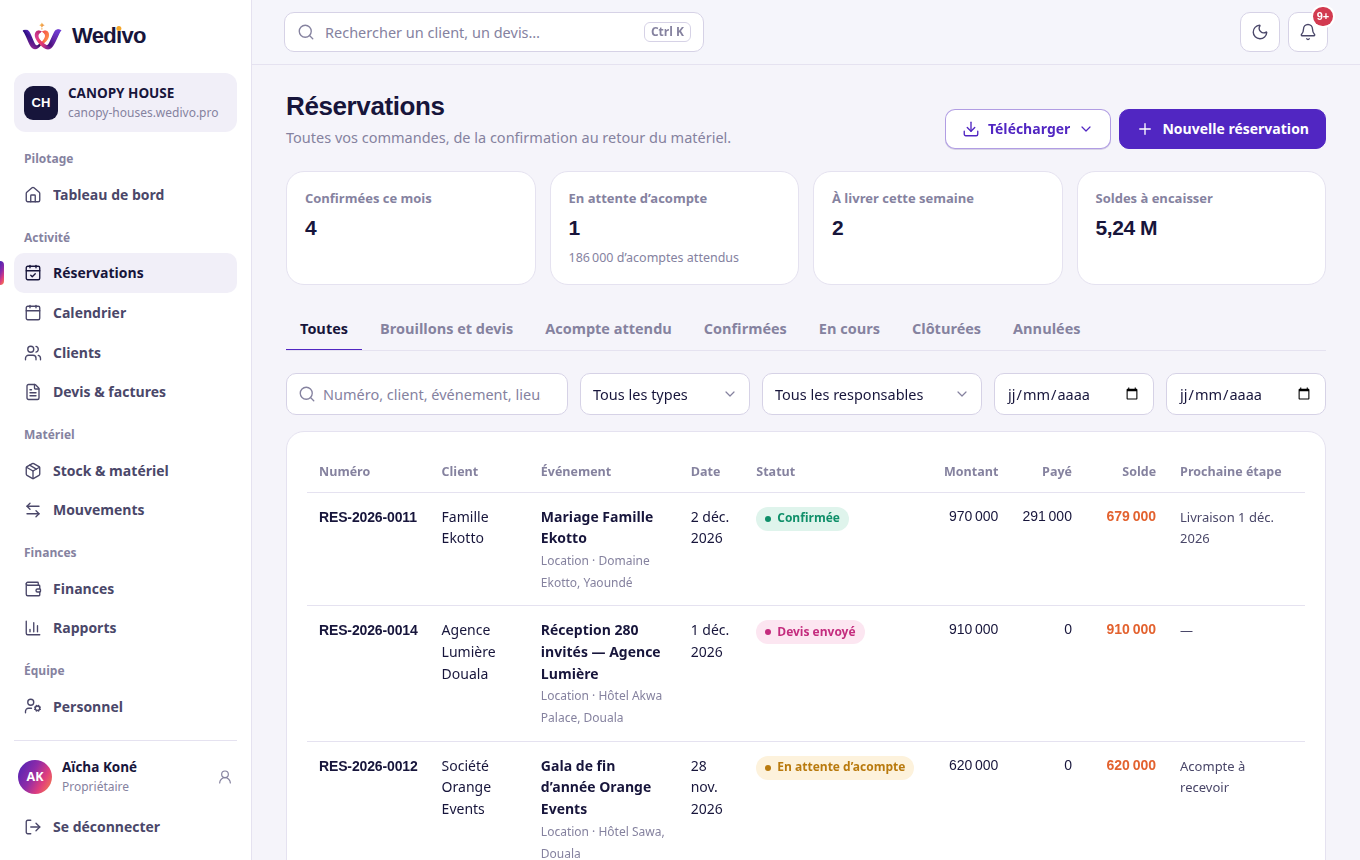 Wedivo
CH
CANOPY HOUSE
canopy-houses.wedivo.pro
Pilotage
Tableau de bord
Activité
Réservations
Calendrier
Clients
Devis & factures
Matériel
Stock & matériel
Mouvements
Finances
Finances
Rapports
Équipe
Personnel
AK
Aïcha Koné
Propriétaire
Se déconnecter
Rechercher un client, un devis…
Ctrl K
9+
Réservations
Toutes vos commandes, de la confirmation au retour du matériel.
Télécharger
Nouvelle réservation
Confirmées ce mois
4
En attente d’acompte
1
186 000 d’acomptes attendus
À livrer cette semaine
2
Soldes à encaisser
5,24 M
Toutes Brouillons et devis Acompte attendu Confirmées En cours Clôturées Annulées
Numéro, client, événement, lieu
Tous les types
Tous les responsables
jj/mm/aaaa
jj/mm/aaaa
Numéro Client Événement Date Statut Montant Payé Solde Prochaine étape
RES-2026-0011
Famille
Ekotto
Mariage Famille
Ekotto
Location · Domaine
Ekotto, Yaoundé
2 déc.
2026
Confirmée
970 000
291 000
679 000
Livraison 1 déc.
2026
RES-2026-0014
Agence
Lumière
Douala
Réception 280
invités — Agence
Lumière
Location · Hôtel Akwa
Palace, Douala
1 déc.
2026
Devis envoyé
910 000
0
910 000
—
RES-2026-0012
Société
Orange
Events
Gala de fin
d’année Orange
Events
Location · Hôtel Sawa,
Douala
28
nov.
2026
En attente d’acompte
620 000
0
620 000
Acompte à
recevoir